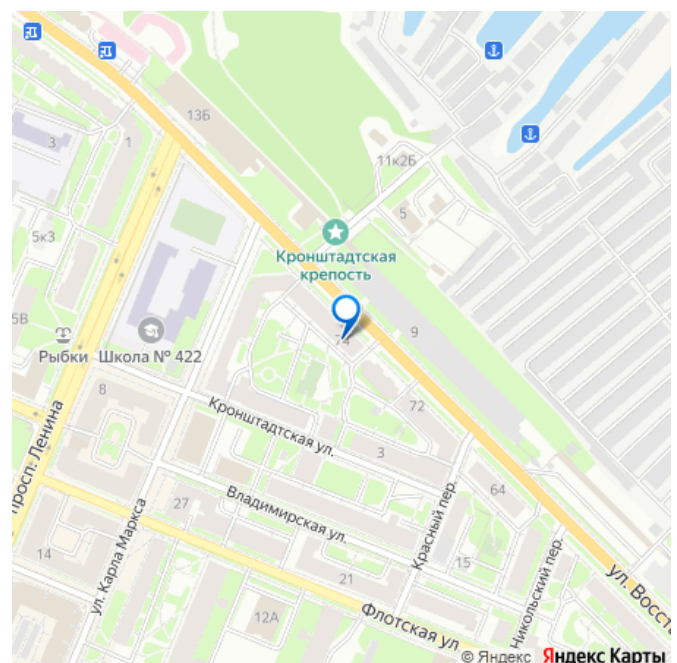 13Б
3
1
11к2Б
5
5к3
Кронштадтская
крепость
5В
Рыбки
Школа № 422
74
9
8
72
Кронштадтская ул.
3
просп. Ленина
64
27
Владимирская ул.
Красный пер.
ул. Карла Маркса
14
15
21
Никольский пер.
ул. Восста
12А
Флотская ул.
© Яндекс Яндекс Карты